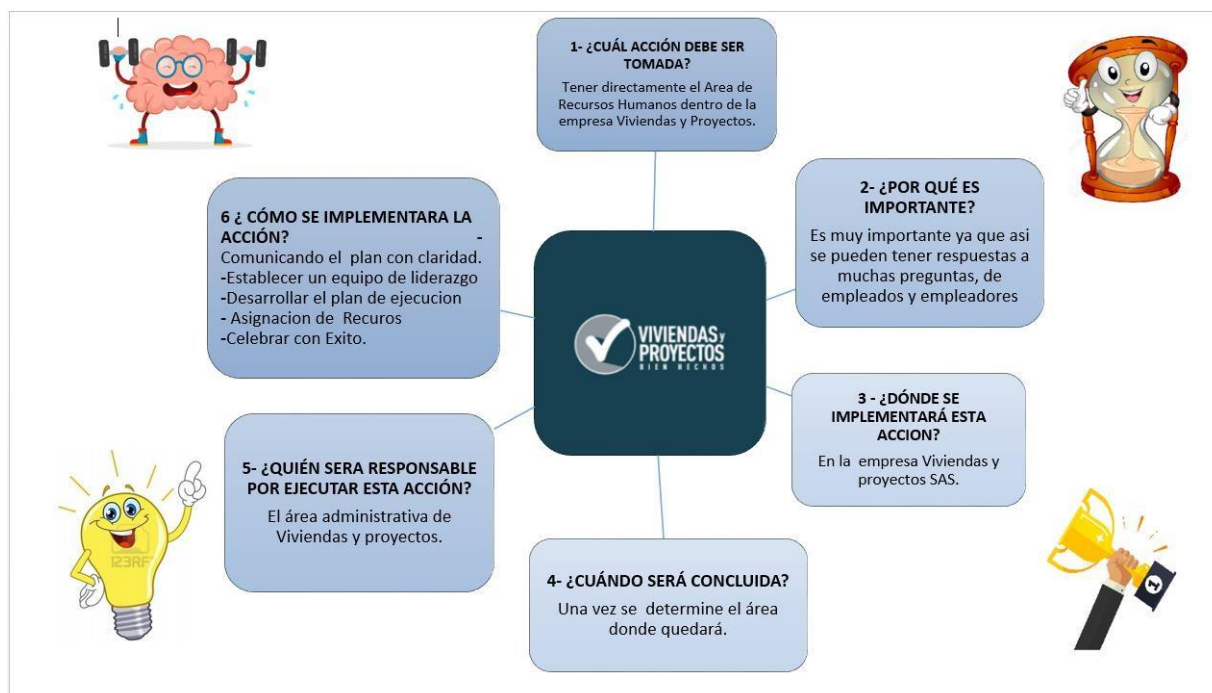 1- ¿CUÁL ACCIÓN DEBE SER
TOMADA?
Tener directamente el Area de
Recursos Humanos dentro de la
empresa Viviendas y Proyectos.
2- ¿POR QUÉ ES
IMPORTANTE?
Es muy importante ya que asi
se pueden tener respuestas a
muchas preguntas, de
empleados y empleadores
3 - ¿DÓNDE SE
IMPLEMENTARÁ ESTA
ACCION?
En la empresa Viviendas y
proyectos SAS.
4- ¿CUÁNDO SERÁ CONCLUIDA?
Una vez se determine el área
donde quedará.
5- ¿QUIÉN SERA RESPONSABLE
POR EJECUTAR ESTA ACCIÓN?
El área administrativa de
Viviendas y proyectos.
6 ¿ CÓMO SE IMPLEMENTARA LA
ACCIÓN? -
Comunicando el plan con claridad.
-Establecer un equipo de liderazgo
-Desarrollar el plan de ejecucion
- Asignacion de Recuros
-Celebrar con Exito.
VIVIENDAS y
PROYECTOS
BIEN HECHOS
123RF
1